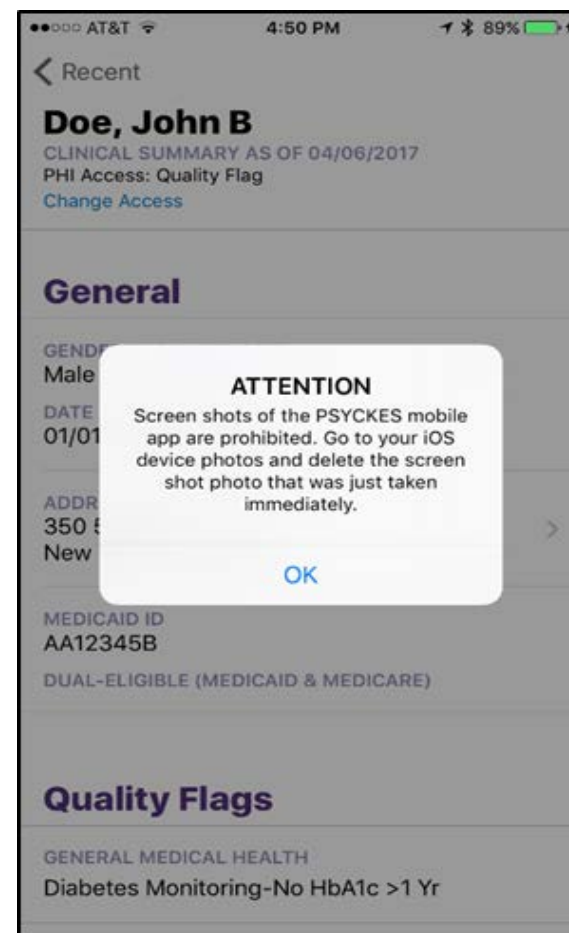 AT&T 4:50 PM 89%
Recent
Doe, John B
CLINICAL SUMMARY AS OF 04/06/2017
PHI Access: Quality Flag
Change Access
General
Male
DATE
01/01
ATTENTION
Screen shots of the PSYCKES mobile
app are prohibited. Go to your iOS
device photos and delete the screen
shot photo that was just taken
immediately.
OK
350
New
MEDICAID ID
AA12345B
DUAL-ELIGIBLE (MEDICAID & MEDICARE)
Quality Flags
GENERAL MEDICAL HEALTH
Diabetes Monitoring-No HbA1c >1 Yr